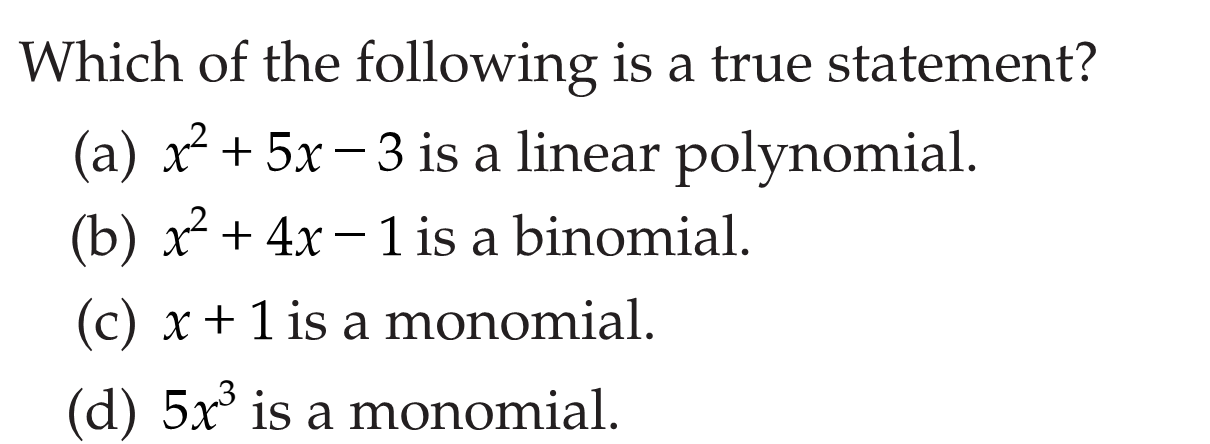 Which of the following is a true statement?
(a) x² + 5x − 3 is a linear polynomial.
(b) x² + 4x − 1 is a binomial.
(c) x + 1 is a monomial.
(d) 5x³ is a monomial.